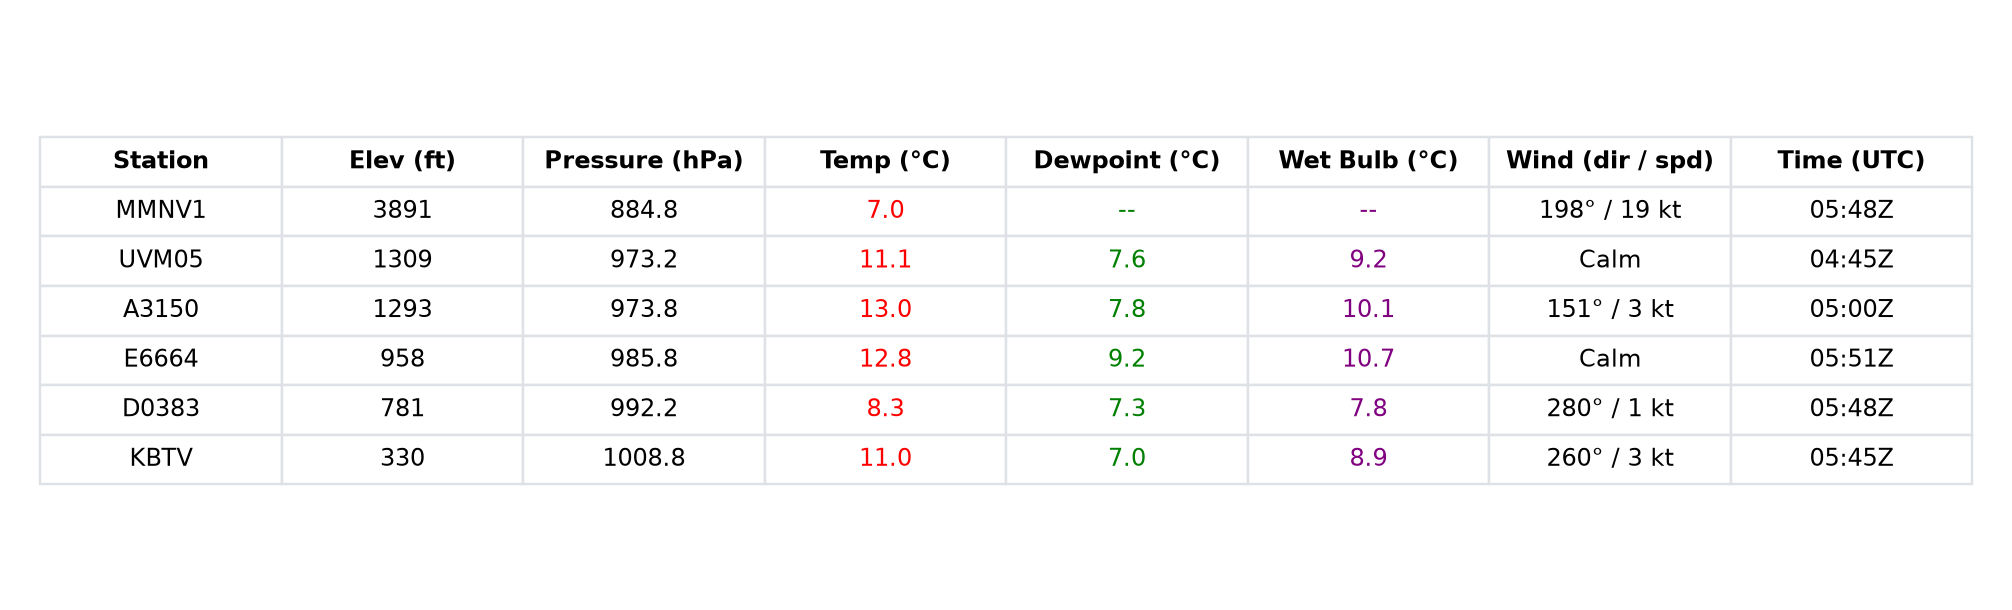 Station Elev (ft) Pressure (hPa) Temp (°C) Dewpoint (°C) Wet Bulb (°C) Wind (dir / spd) Time (UTC)
MMNV1 3891 884.8 7.0 -- -- 198° / 19 kt 05:48Z
UVM05 1309 973.2 11.1 7.6 9.2 Calm 04:45Z
A3150 1293 973.8 13.0 7.8 10.1 151° / 3 kt 05:00Z
E6664 958 985.8 12.8 9.2 10.7 Calm 05:51Z
D0383 781 992.2 8.3 7.3 7.8 280° / 1 kt 05:48Z
KBTV 330 1008.8 11.0 7.0 8.9 260° / 3 kt 05:45Z